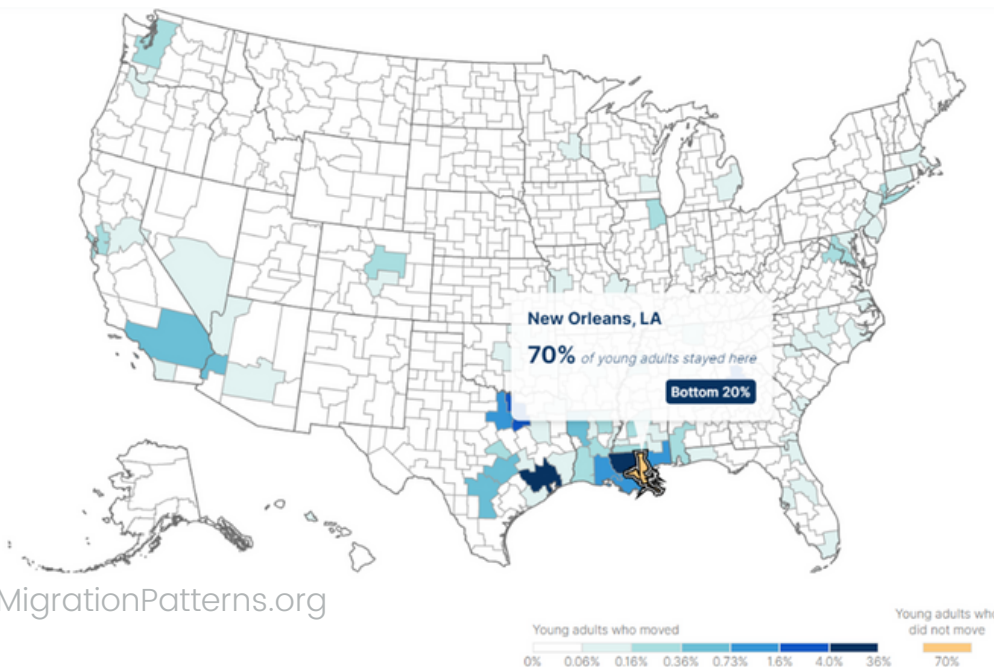 New Orleans, LA
70% of young adults stayed here
Bottom 20%
MigrationPatterns.org
Young adults who moved
0% 0.06% 0.16% 0.36% 0.73% 1.6% 4.0% 36%
Young adults who
did not move
70%